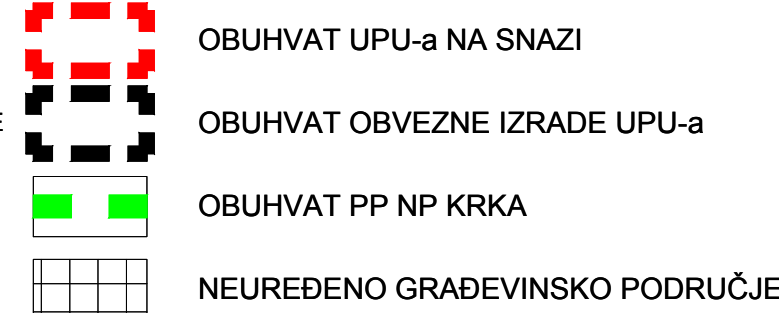 OBUHVAT UPU-a NA SNAZI
OBUHVAT OBVEZNE IZRADE UPU-a
OBUHVAT PP NP KRKA
NEUREĐENO GRAĐEVINSKO PODRUČJE